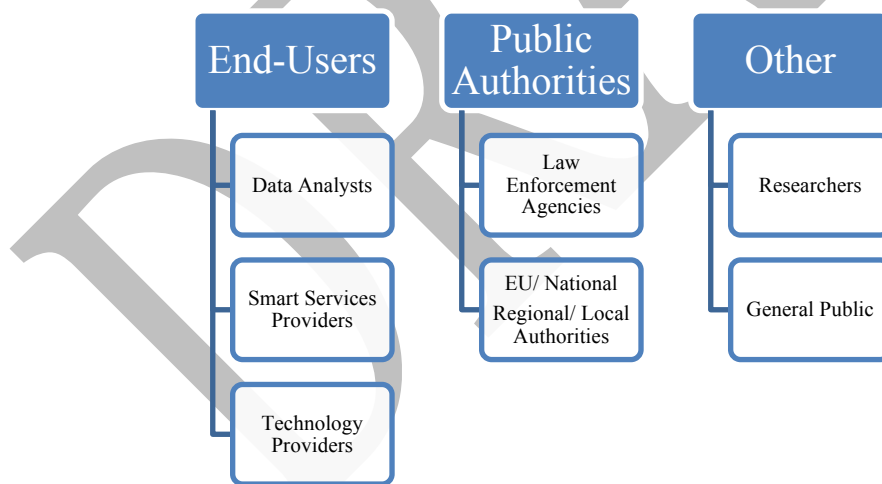 End-Users
Data Analysts
Smart Services
Providers
Technology
Providers
Public
Authorities
Law
Enforcement
Agencies
EU/ National
Regional/ Local
Authorities
Other
Researchers
General Public